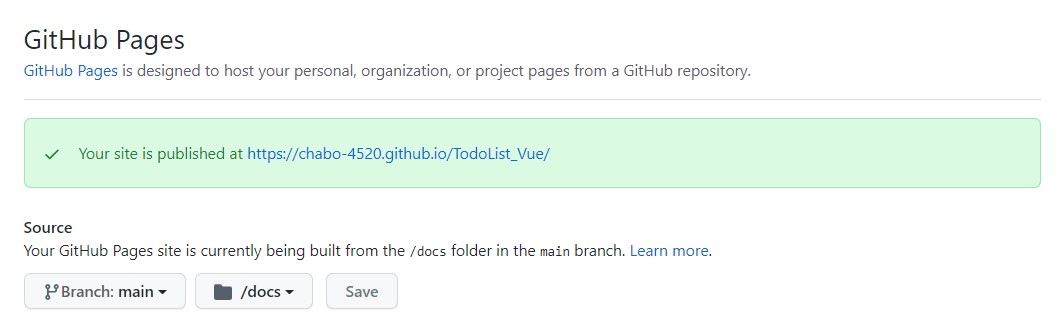 GitHub Pages
GitHub Pages is designed to host your personal, organization, or project pages from a GitHub repository.
Your site is published at https://chabo-4520.github.io/TodoList_Vue/
Source
Your GitHub Pages site is currently being built from the /docs folder in the main branch. Learn more.
Branch: main /docs Save